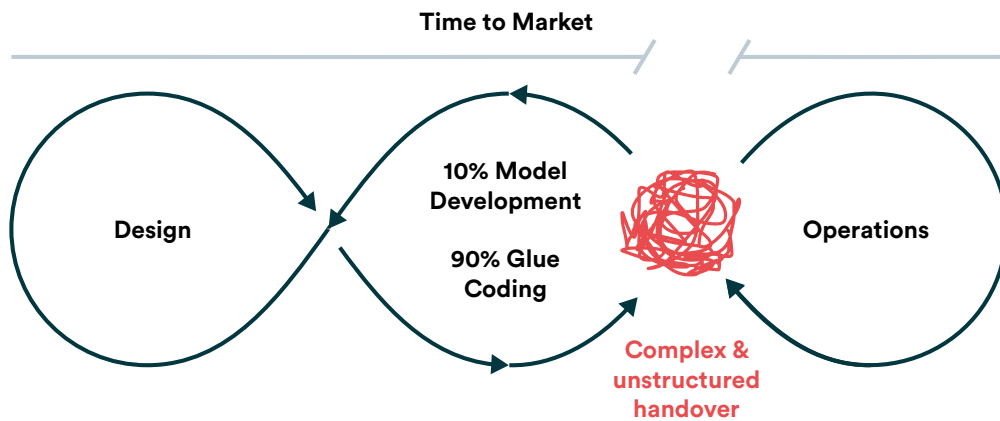 Time to Market
Design
10% Model
Development
90% Glue
Coding
Operations
Complex &
unstructured
handover